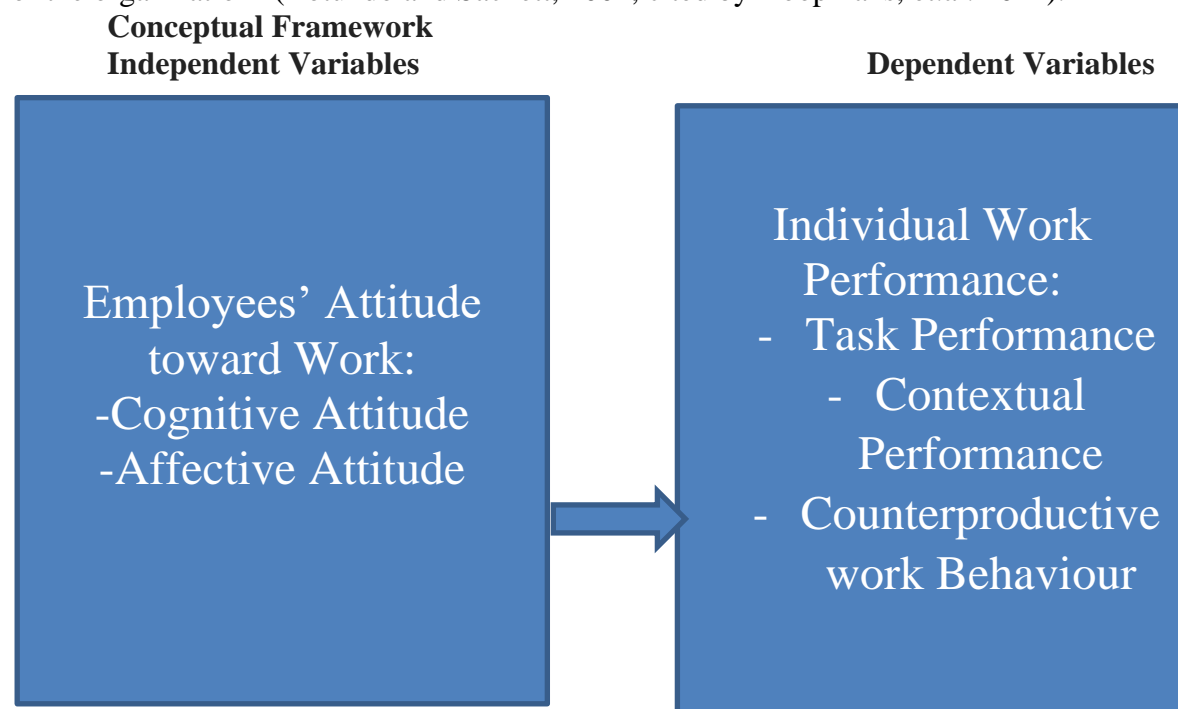 Conceptual Framework
Independent Variables
Dependent Variables
Employees’ Attitude
toward Work:
-Cognitive Attitude
-Affective Attitude
Individual Work
Performance:
- Task Performance
- Contextual
Performance
- Counterproductive
work Behaviour